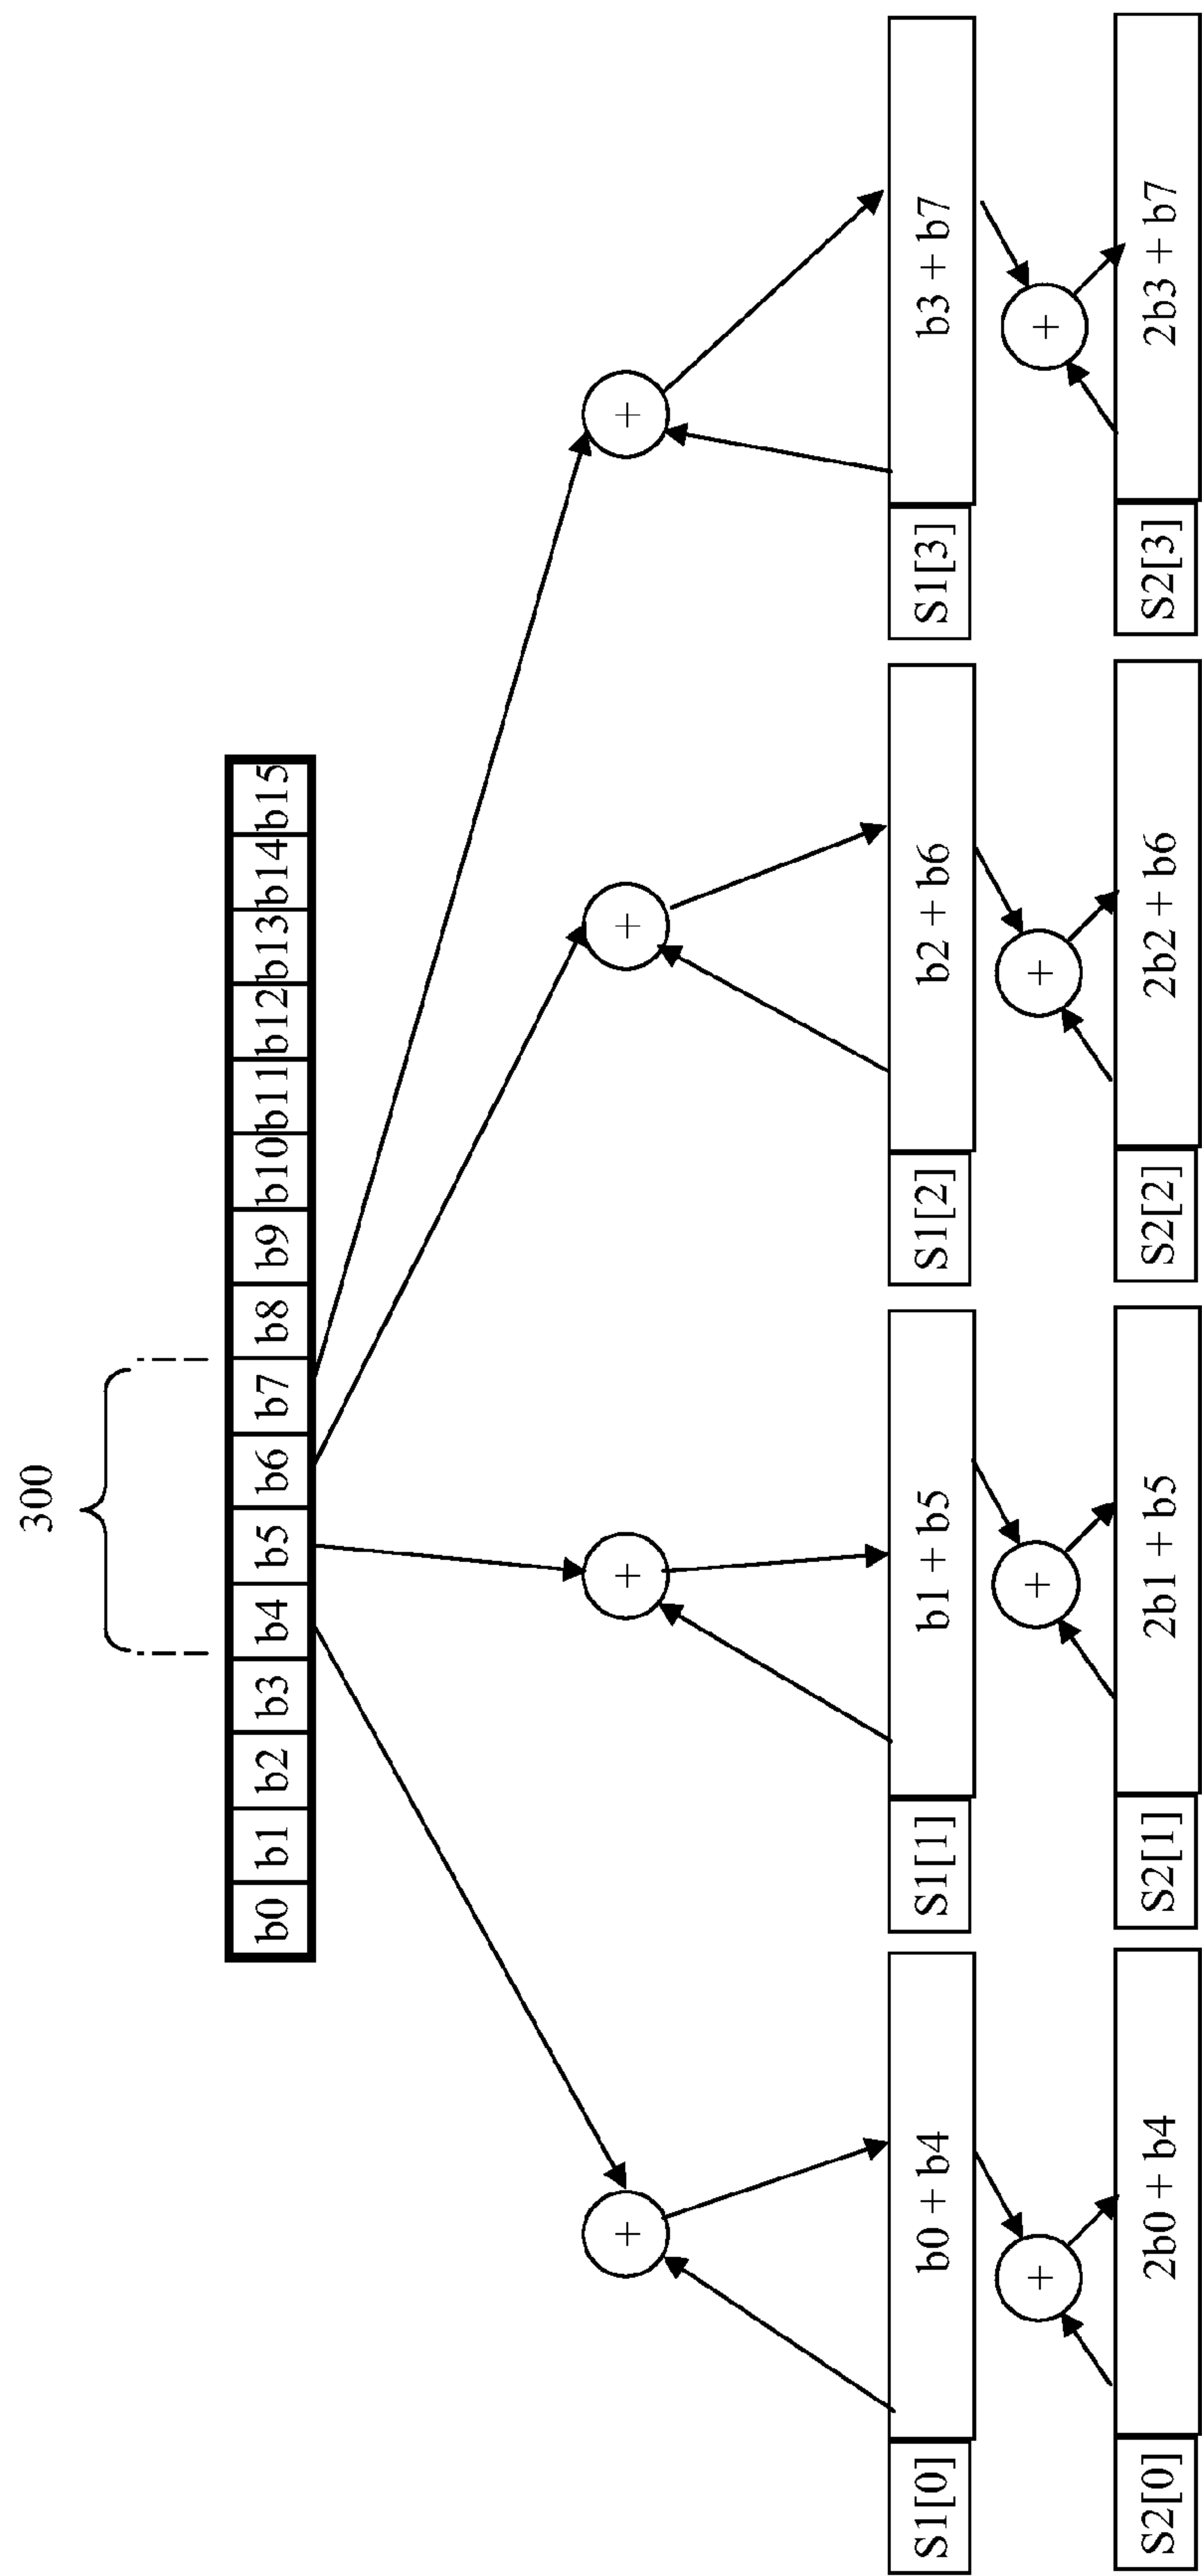 300
b0 b1 b2 b3 b4 b5 b6 b7 b8 b9 b10 b11 b12 b13 b14 b15
+ + + +
S1[0] b0 + b4 S1[1] b1 + b5 S1[2] b2 + b6 S1[3] b3 + b7
+ + + +
S2[0] 2b0 + b4 S2[1] 2b1 + b5 S2[2] 2b2 + b6 S2[3] 2b3 + b7